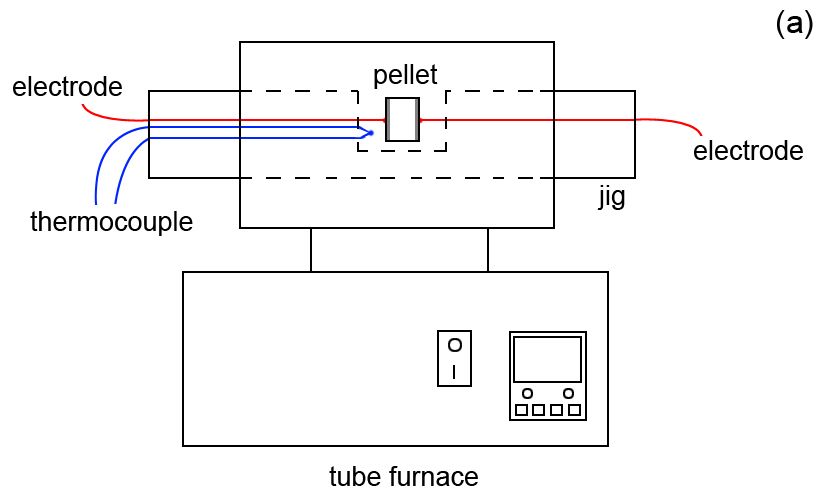 (a)
pellet
electrode
electrode
jig
thermocouple
tube furnace